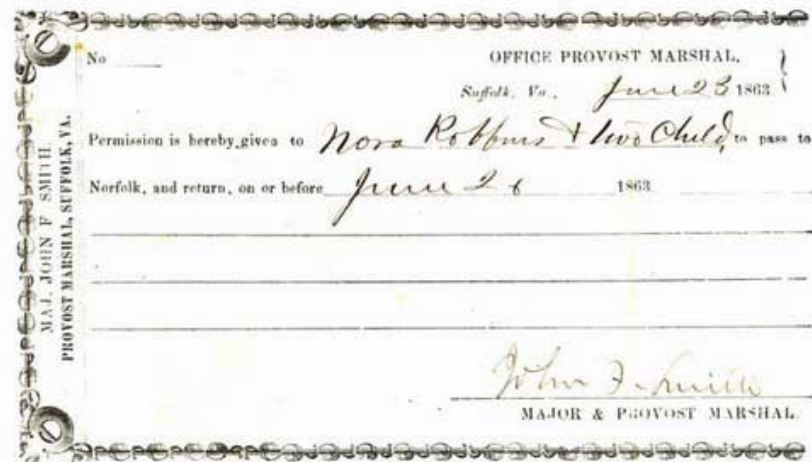 No
OFFICE PROVOST MARSHAL,
Suffolk, Va., June 23 1863
Permission is hereby given to Nora Robbins & two Child, to pass to
Norfolk, and return, on or before June 26 1863
John F. Smith
MAJOR & PROVOST MARSHAL.
MAJ. JOHN F SMITH
PROVOST MARSHAL, SUFFOLK, VA.